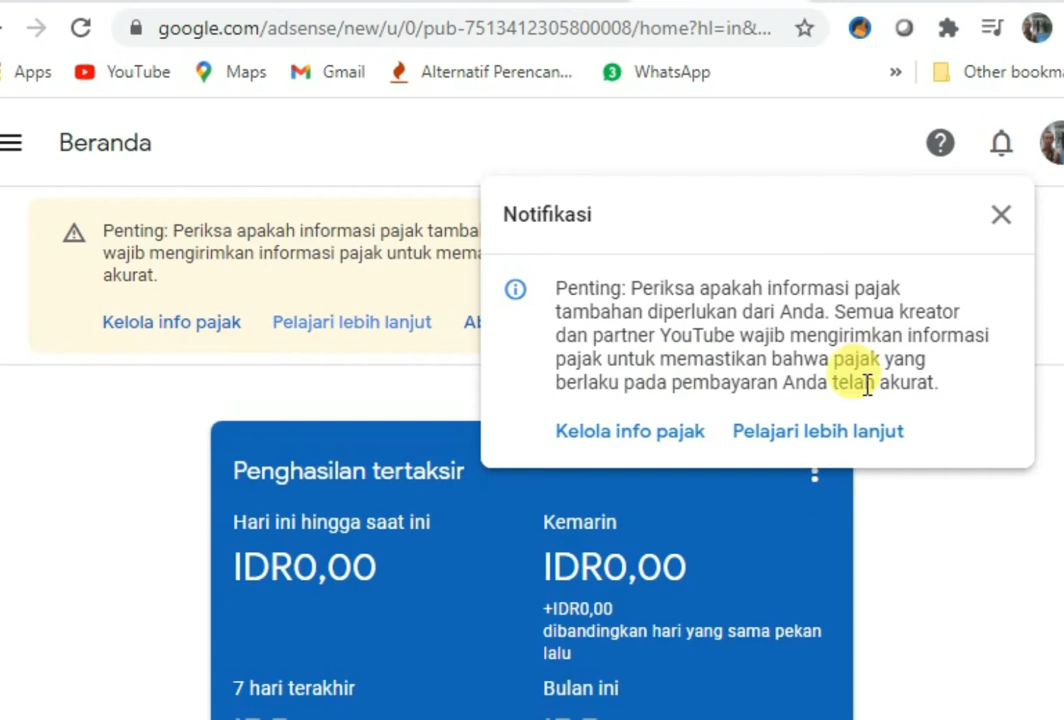 google.com/adsense/new/u/0/pub-7513412305800008/home?hl=in&...
Apps YouTube Maps Gmail Alternatif Perencan... 3 WhatsApp » Other bookma
Beranda
Penting: Periksa apakah informasi pajak tamba
wajib mengirimkan informasi pajak untuk mema
akurat.
Kelola info pajak Pelajari lebih lanjut Al
Notifikasi
Penting: Periksa apakah informasi pajak
tambahan diperlukan dari Anda. Semua kreator
dan partner YouTube wajib mengirimkan informasi
pajak untuk memastikan bahwa pajak yang
berlaku pada pembayaran Anda telah akurat.
Kelola info pajak Pelajari lebih lanjut
Penghasilan tertaksir
Hari ini hingga saat ini Kemarin
IDR0,00 IDR0,00
+IDR0,00
dibandingkan hari yang sama pekan
lalu
7 hari terakhir Bulan ini